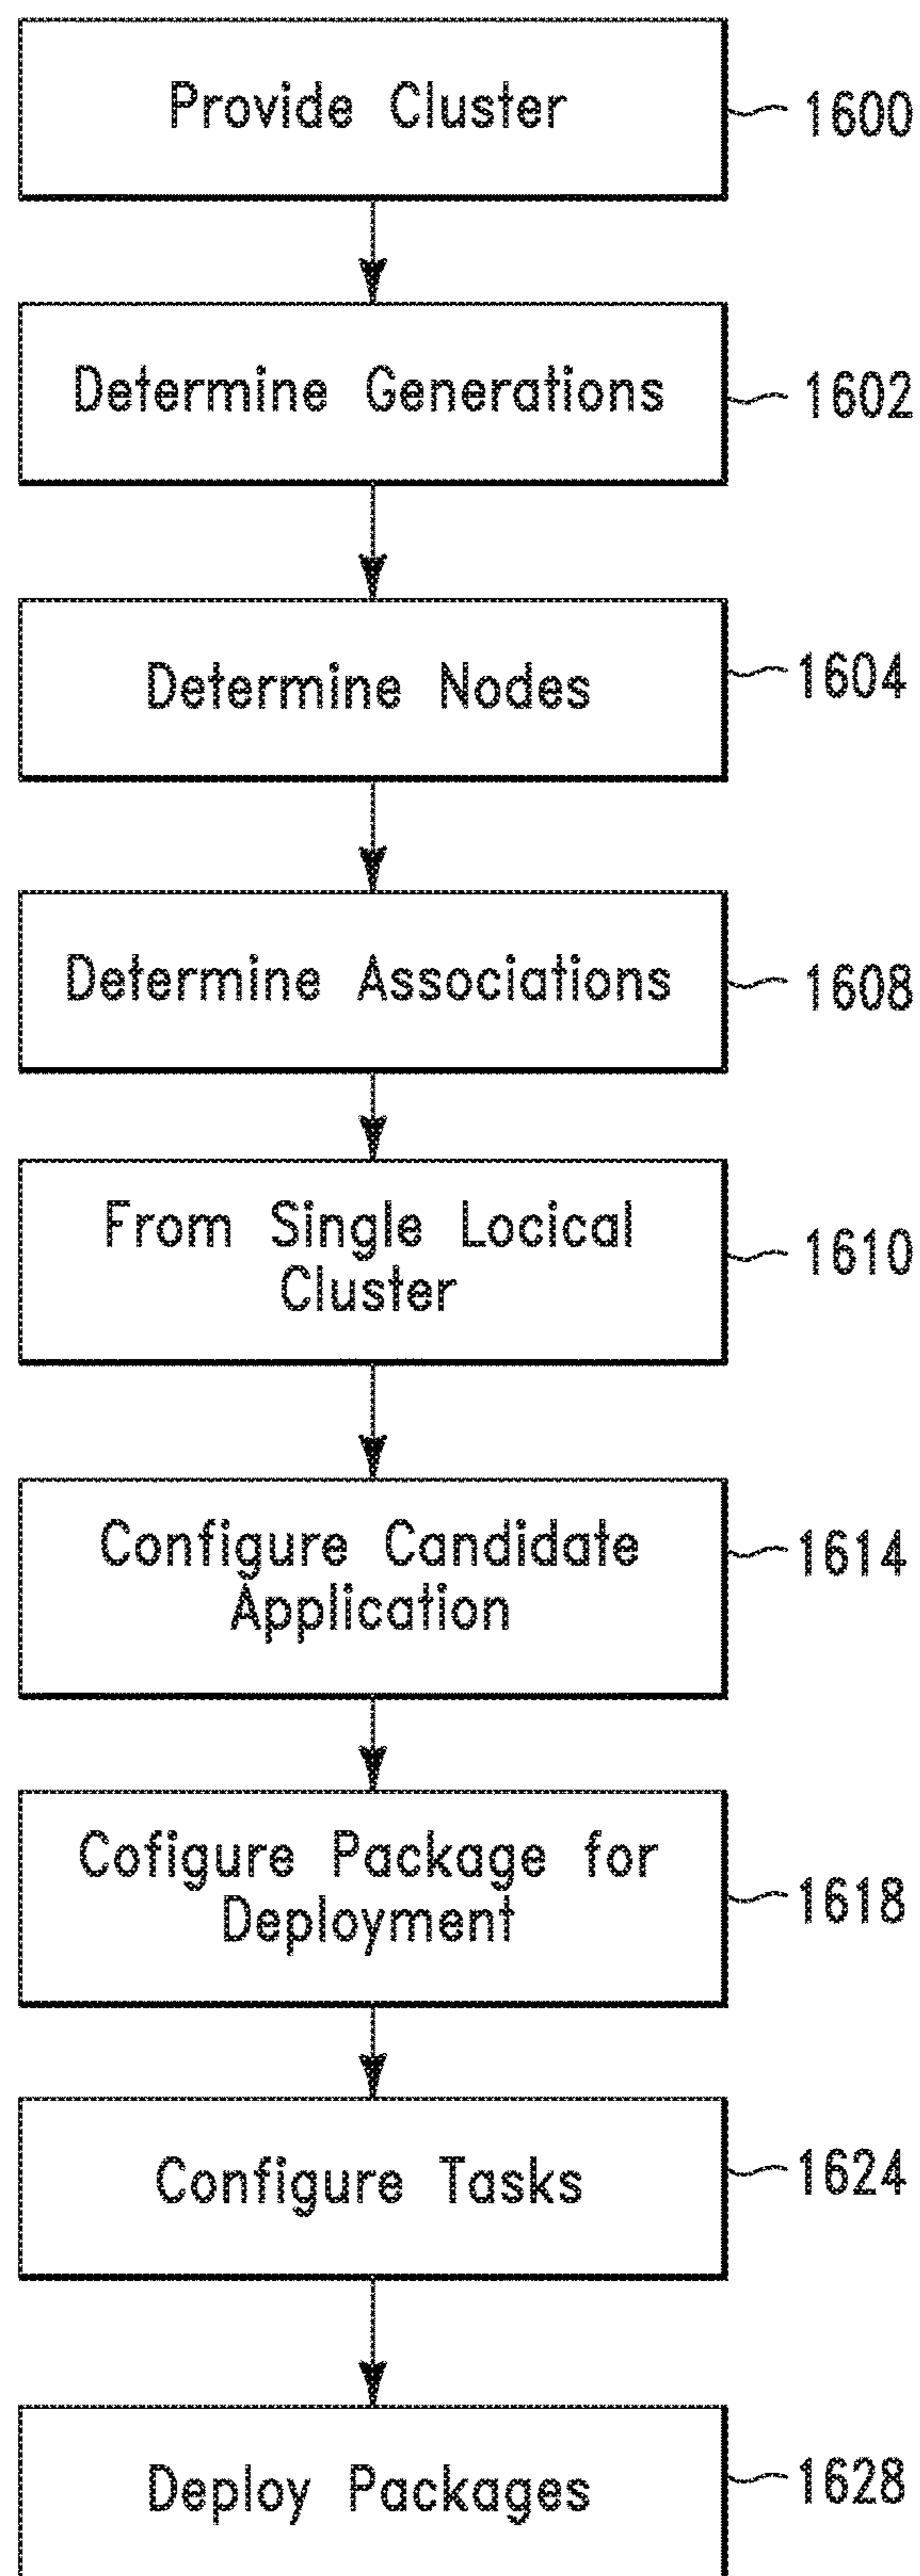 Provide Cluster
1600
Determine Generations
1602
Determine Nodes
1604
Determine Associations
1608
From Single Locical
Cluster
1610
Configure Candidate
Application
1614
Cofigure Package for
Deployment
1618
Configure Tasks
1624
Deploy Packages
1628